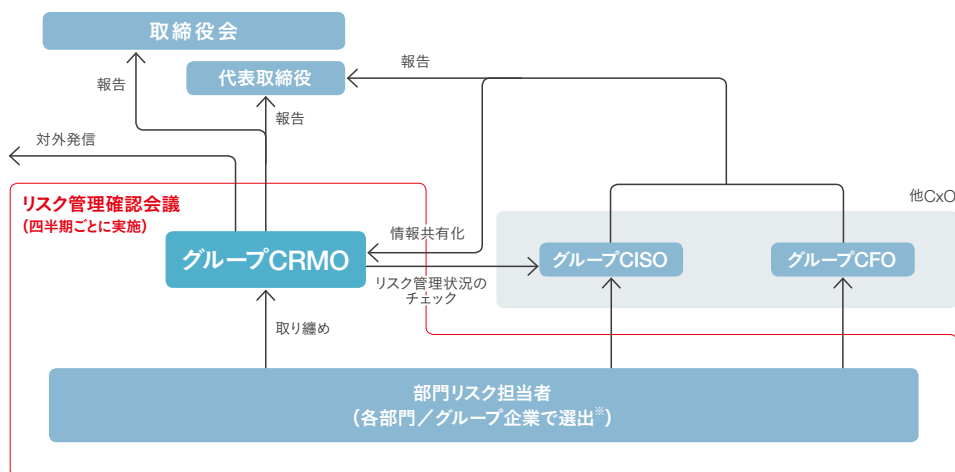 取締役会
報告
代表取締役
報告
報告
対外発信
リスク管理確認会議
(四半期ごとに実施)
他CxO
グループCRMO
情報共有化
グループCISO
グループCFO
リスク管理状況の
チェック
取り纏め
部門リスク担当者
(各部門／グループ企業で選出※)